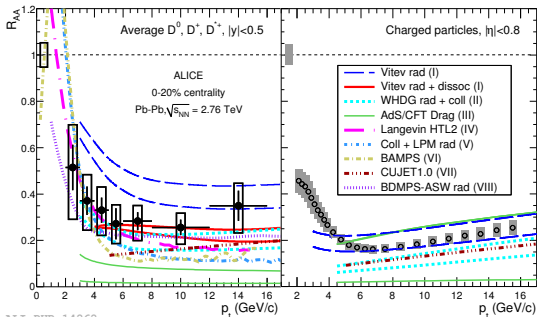 R_AA
1.2
1
0.8
0.6
0.4
0.2
0
Average D⁰, D⁺, D*⁺, |y|<0.5
ALICE
0-20% centrality
Pb-Pb, √s_NN = 2.76 TeV
0 2 4 6 8 10 12 14 16
p_t (GeV/c)
Charged particles, |η|<0.8
Vitev rad (I)
Vitev rad + dissoc (I)
WHDG rad + coll (II)
AdS/CFT Drag (III)
Langevin HTL2 (IV)
Coll + LPM rad (V)
BAMPS (VI)
CUJET1.0 (VII)
BDMPS-ASW rad (VIII)
0 2 4 6 8 10 12 14 16
p_t (GeV/c)